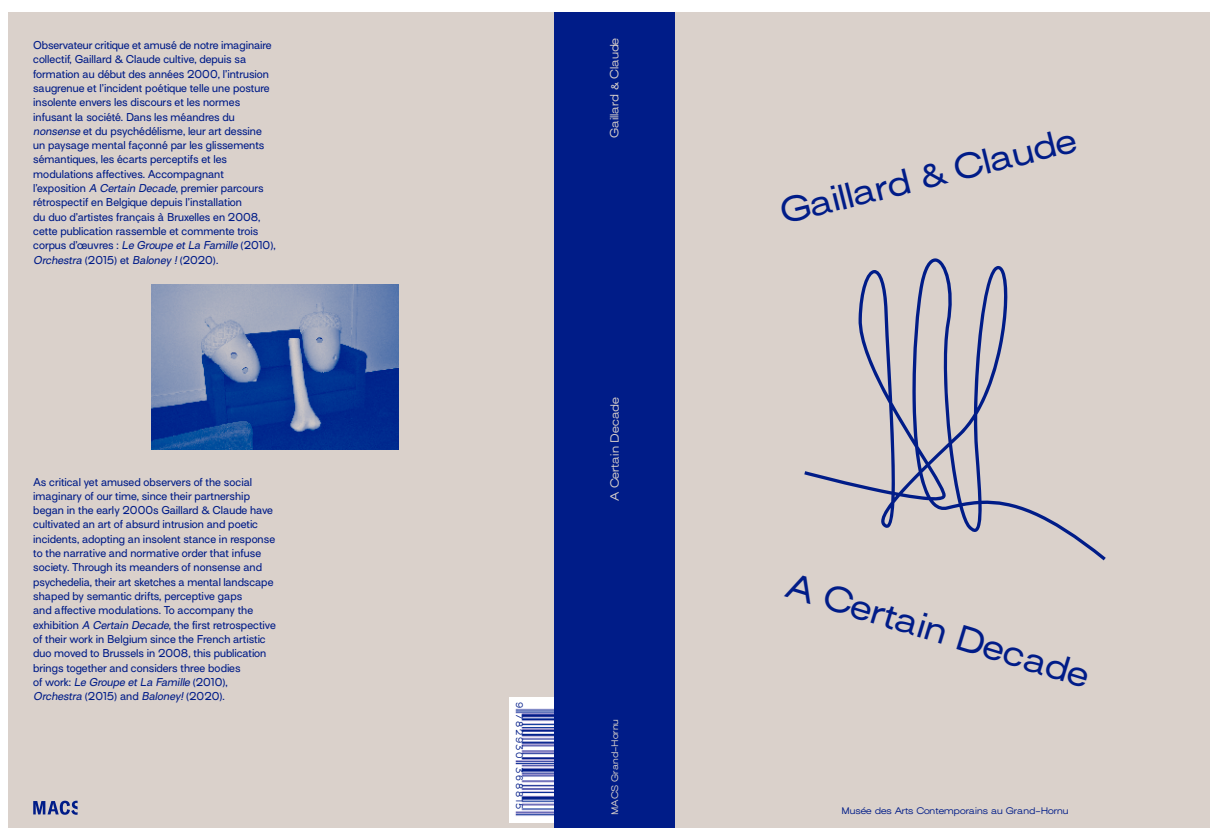 Observateur critique et amusé de notre imaginaire
collectif, Gaillard & Claude cultive, depuis sa
formation au début des années 2000, l'intrusion
saugrenue et l'incident poétique telle une posture
insolente envers les discours et les normes
infusant la société. Dans les méandres du
nonsense et du psychédélisme, leur art dessine
un paysage mental façonné par les glissements
sémantiques, les écarts perceptifs et les
modulations affectives. Accompagnant
l'exposition A Certain Decade, premier parcours
rétrospectif en Belgique depuis l'installation
du duo d'artistes français à Bruxelles en 2008,
cette publication rassemble et commente trois
corpus d'œuvres : Le Groupe et La Famille (2010),
Orchestra (2015) et Baloney ! (2020).
As critical yet amused observers of the social
imaginary of our time, since their partnership
began in the early 2000s Gaillard & Claude have
cultivated an art of absurd intrusion and poetic
incidents, adopting an insolent stance in response
to the narrative and normative order that infuse
society. Through its meanders of nonsense and
psychedelia, their art sketches a mental landscape
shaped by semantic drifts, perceptive gaps
and affective modulations. To accompany the
exhibition A Certain Decade, the first retrospective
of their work in Belgium since the French artistic
duo moved to Brussels in 2008, this publication
brings together and considers three bodies
of work: Le Groupe et La Famille (2010),
Orchestra (2015) and Baloney! (2020).
MACS
Gaillard & Claude
A Certain Decade
MACS Grand-Hornu
Gaillard & Claude
A Certain Decade
Musée des Arts Contemporains au Grand-Hornu